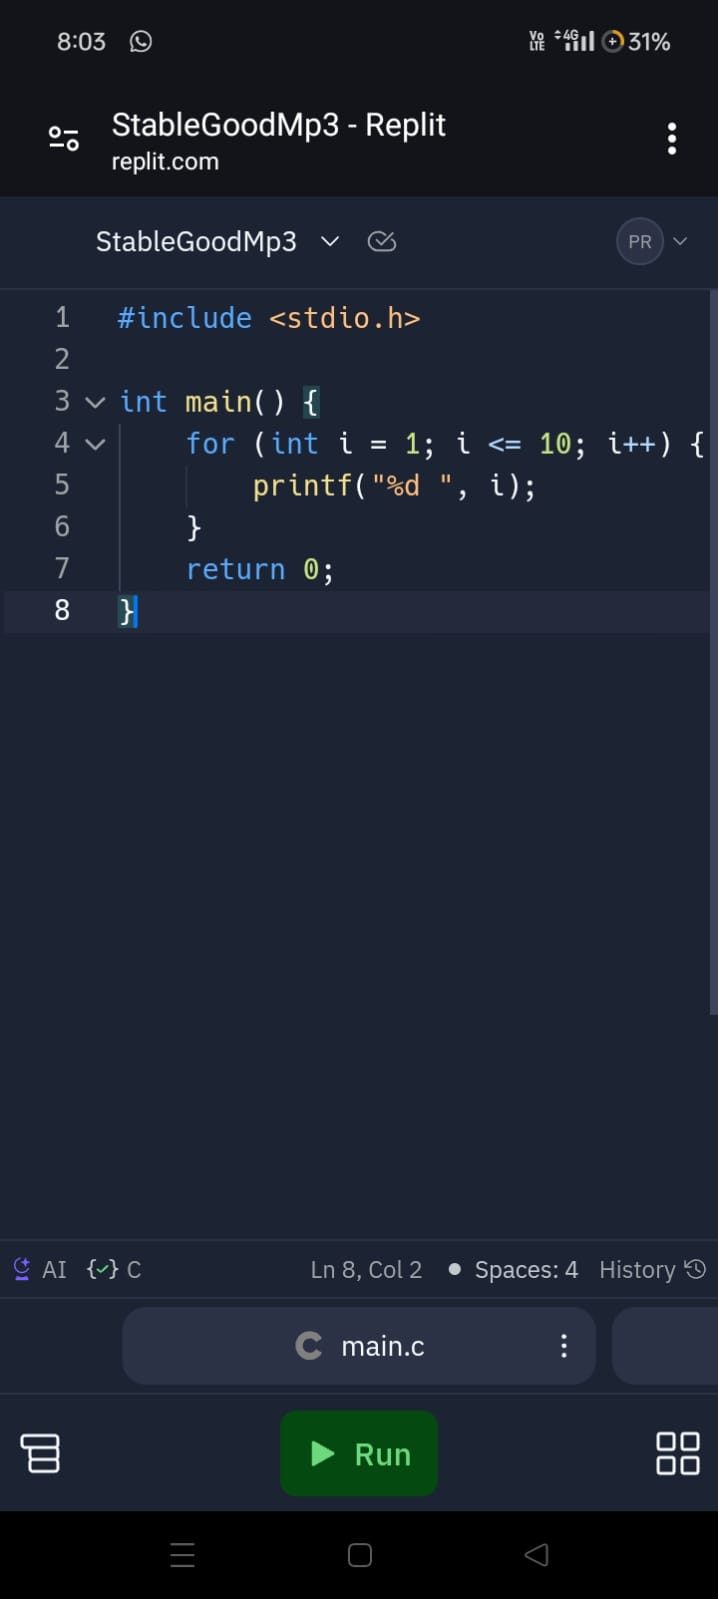 8:03 Vo LTE 4G 31%
StableGoodMp3 - Replit
replit.com
StableGoodMp3 PR
1 #include <stdio.h>
2
3 int main() {
4     for (int i = 1; i <= 10; i++) {
5         printf("%d ", i);
6     }
7     return 0;
8 }
AI {✓} C Ln 8, Col 2 • Spaces: 4 History
C main.c
Run